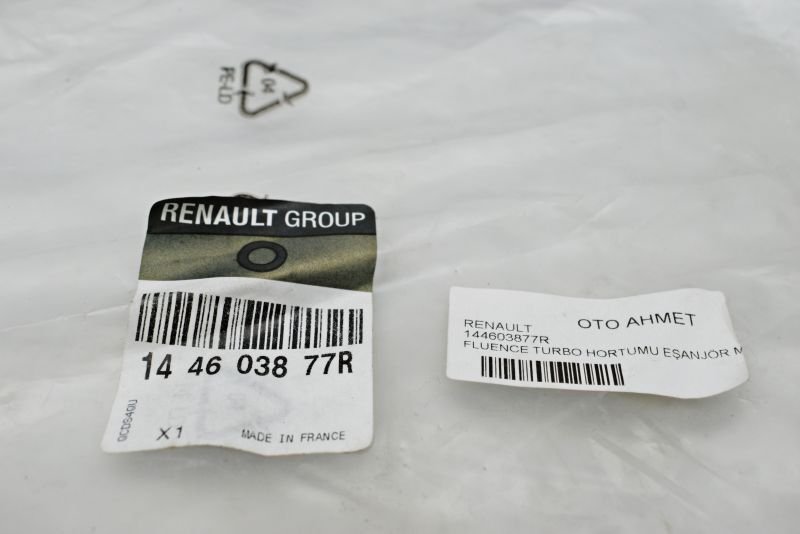 04
PE-LD
RENAULT GROUP
14 46 038 77R
QCDS40U
X1
MADE IN FRANCE
RENAULT OTO AHMET
144603877R
FLUENCE TURBO HORTUMU EŞANJÖR M